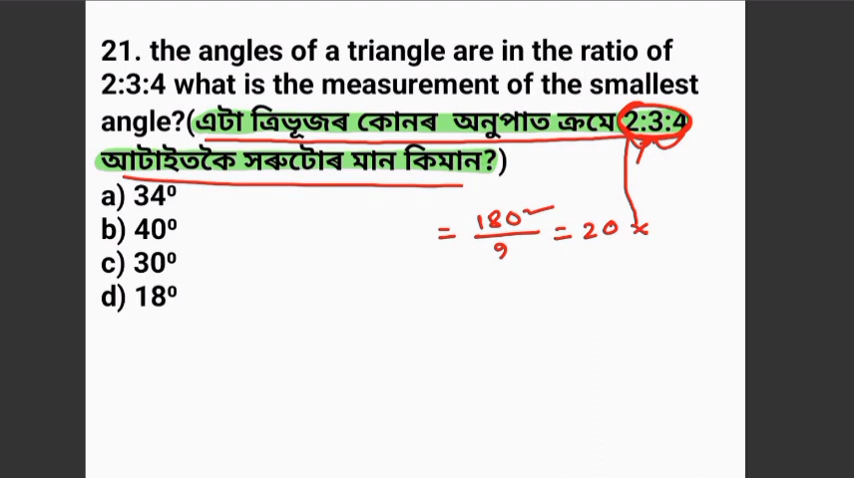 21. the angles of a triangle are in the ratio of
2:3:4 what is the measurement of the smallest
angle?(এটা ত্ৰিভূজৰ কোনৰ অনুপাত ক্ৰমে 2:3:4
আটাইতকৈ সৰুটোৰ মান কিমান?)
a) 34⁰
b) 40⁰
c) 30⁰
d) 18⁰
= 180/9 = 20 ×